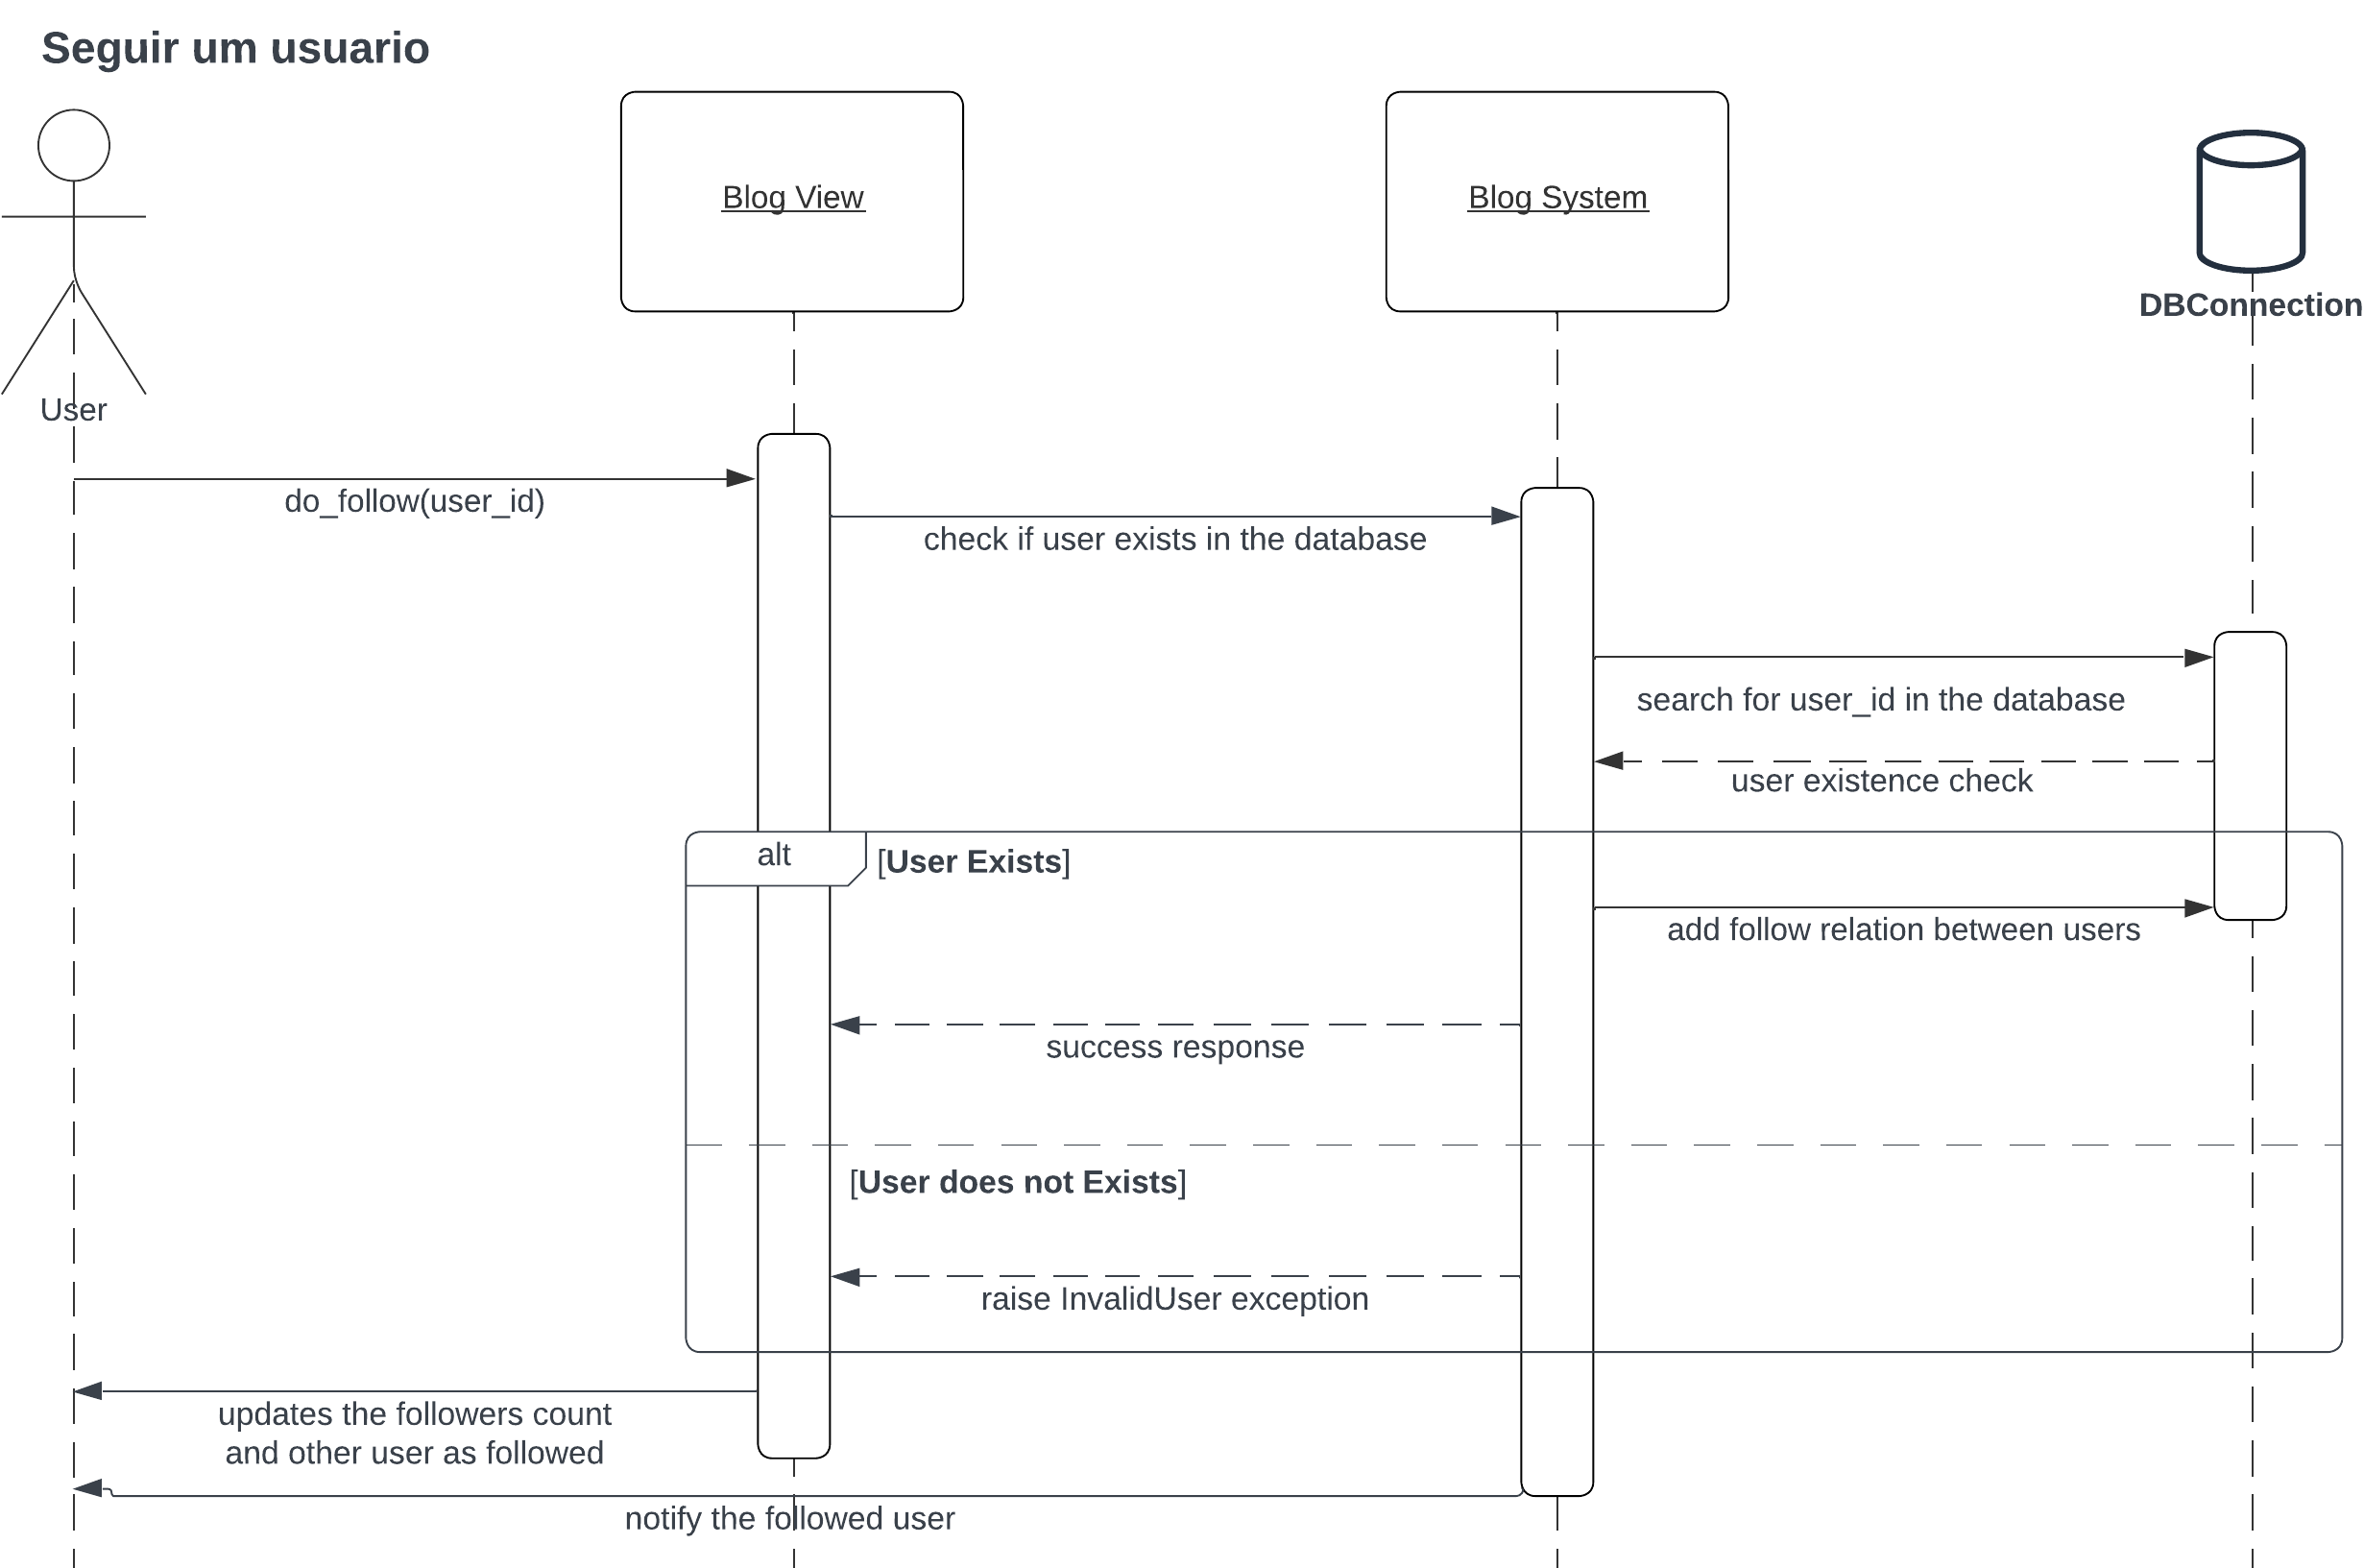 Seguir um usuario
Blog View
Blog System
DBConnection
User
do_follow(user_id)
check if user exists in the database
search for user_id in the database
user existence check
alt
[User Exists]
add follow relation between users
success response
[User does not Exists]
raise InvalidUser exception
updates the followers count
and other user as followed
notify the followed user